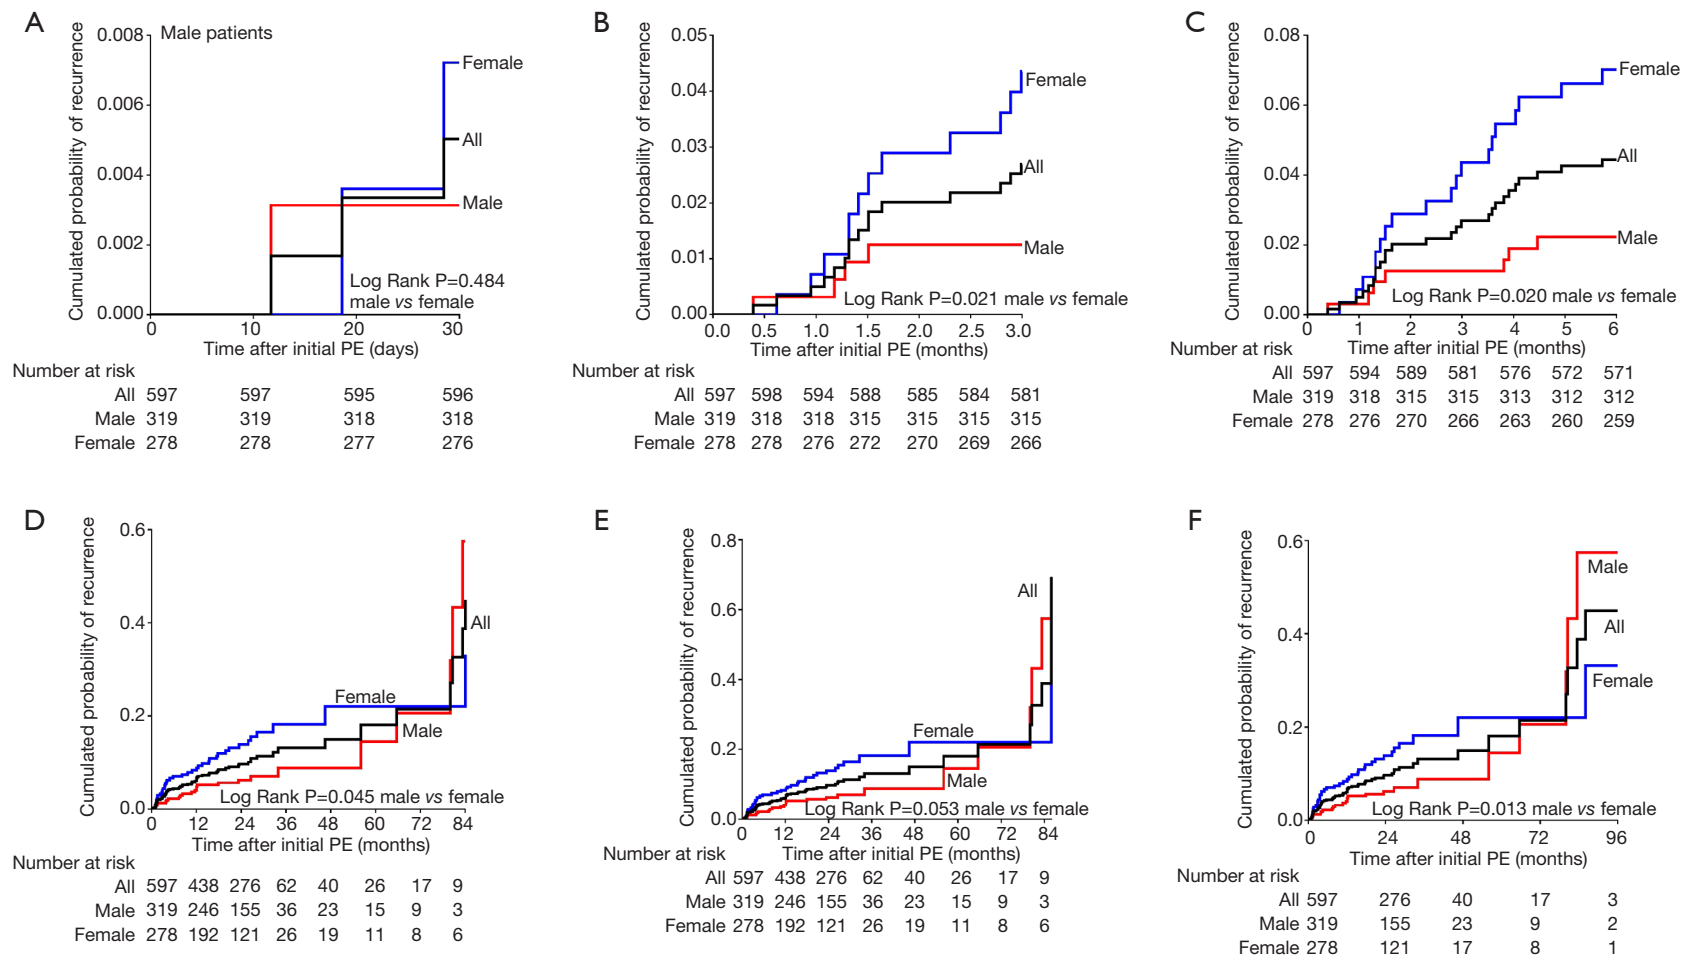 A
Male patients
Cumulated probability of recurrence
0.008
0.006
0.004
0.002
0.000
Female
All
Male
Log Rank P=0.484
male vs female
0 10 20 30
Time after initial PE (days)
Number at risk
All 597 597 595 596
Male 319 319 318 318
Female 278 278 277 276
B
Cumulated probability of recurrence
0.05
0.04
0.03
0.02
0.01
0.00
Female
All
Male
Log Rank P=0.021 male vs female
0.0 0.5 1.0 1.5 2.0 2.5 3.0
Time after initial PE (months)
Number at risk
All 597 598 594 588 585 584 581
Male 319 318 318 315 315 315 315
Female 278 278 276 272 270 269 266
C
Cumulated probability of recurrence
0.08
0.06
0.04
0.02
0.00
Female
All
Male
Log Rank P=0.020 male vs female
0 1 2 3 4 5 6
Time after initial PE (months)
Number at risk
All 597 594 589 581 576 572 571
Male 319 318 315 315 313 312 312
Female 278 276 270 266 263 260 259
D
Cumulated probability of recurrence
0.6
0.4
0.2
0.0
All
Female
Male
Log Rank P=0.045 male vs female
0 12 24 36 48 60 72 84
Time after initial PE (months)
Number at risk
All 597 438 276 62 40 26 17 9
Male 319 246 155 36 23 15 9 3
Female 278 192 121 26 19 11 8 6
E
Cumulated probability of recurrence
0.8
0.6
0.4
0.2
0.0
All
Female
Male
Log Rank P=0.053 male vs female
0 12 24 36 48 60 72 84
Time after initial PE (months)
Number at risk
All 597 438 276 62 40 26 17 9
Male 319 246 155 36 23 15 9 3
Female 278 192 121 26 19 11 8 6
F
Cumulated probability of recurrence
0.6
0.4
0.2
0.0
Male
All
Female
Log Rank P=0.013 male vs female
0 24 48 72 96
Time after initial PE (months)
Number at risk
All 597 276 40 17 3
Male 319 155 23 9 2
Female 278 121 17 8 1